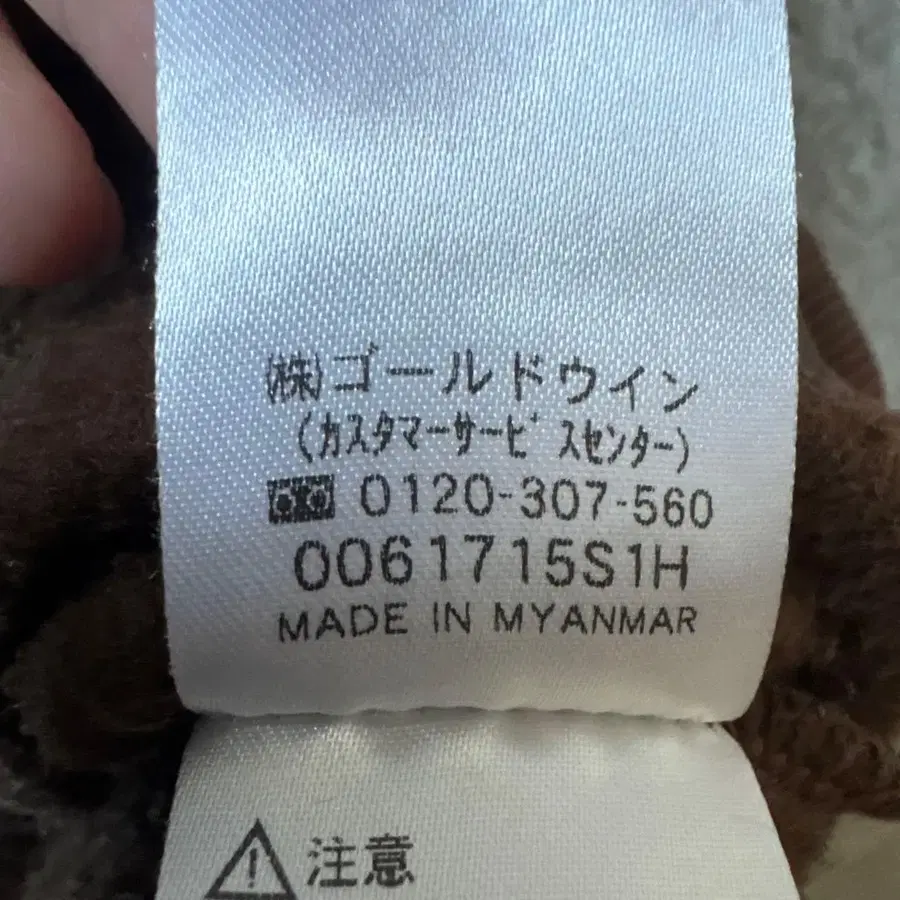 (株)ゴールドウイン
(カスタマーサービスセンター)
0120-307-560
0061715S1H
MADE IN MYANMAR
注意